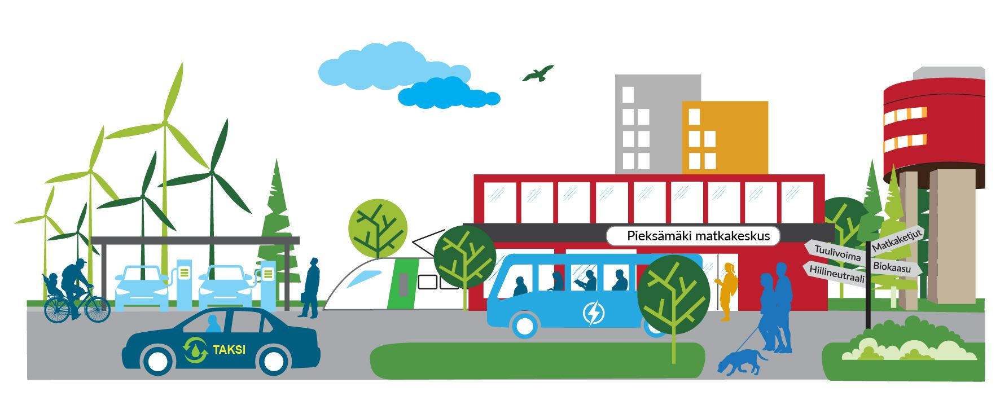 Pieksämäki matkakeskus
Matkaketjut
Tuulivoima
Biokaasu
Hiilineutraali
TAKSI